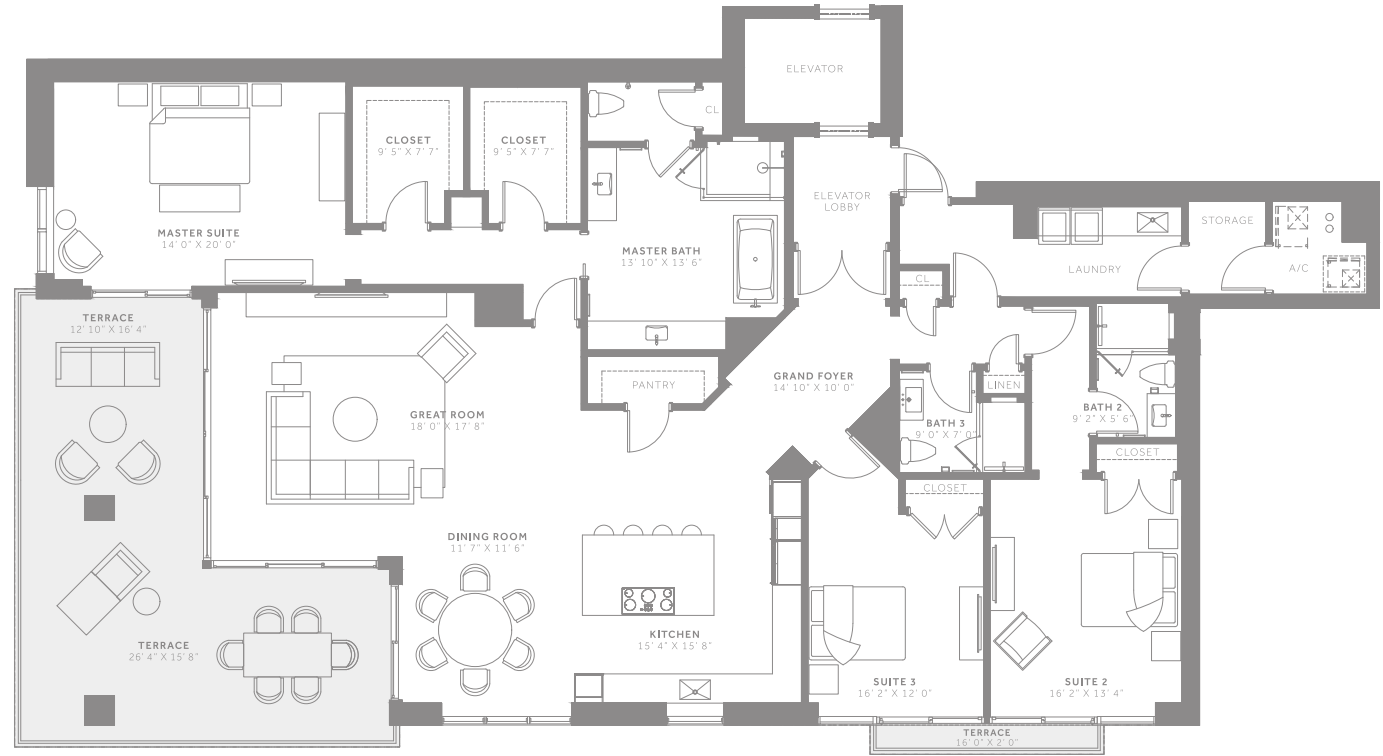 ELEVATOR
CL
CLOSET
9' 5" X 7' 7"
CLOSET
9' 5" X 7' 7"
ELEVATOR
LOBBY
MASTER SUITE
14' 0" X 20' 0"
MASTER BATH
13' 10" X 13' 6"
STORAGE
LAUNDRY
A/C
CL
TERRACE
12' 10" X 16' 4"
PANTRY
GRAND FOYER
14' 10" X 10' 0"
LINEN
GREAT ROOM
18' 0" X 17' 8"
BATH 3
9' 0" X 7' 0"
BATH 2
9' 2" X 5' 6"
CLOSET
CLOSET
DINING ROOM
11' 7" X 11' 6"
KITCHEN
15' 4" X 15' 8"
TERRACE
26' 4" X 15' 8"
SUITE 3
16' 2" X 12' 0"
SUITE 2
16' 2" X 13' 4"
TERRACE
16' 0" X 2' 0"